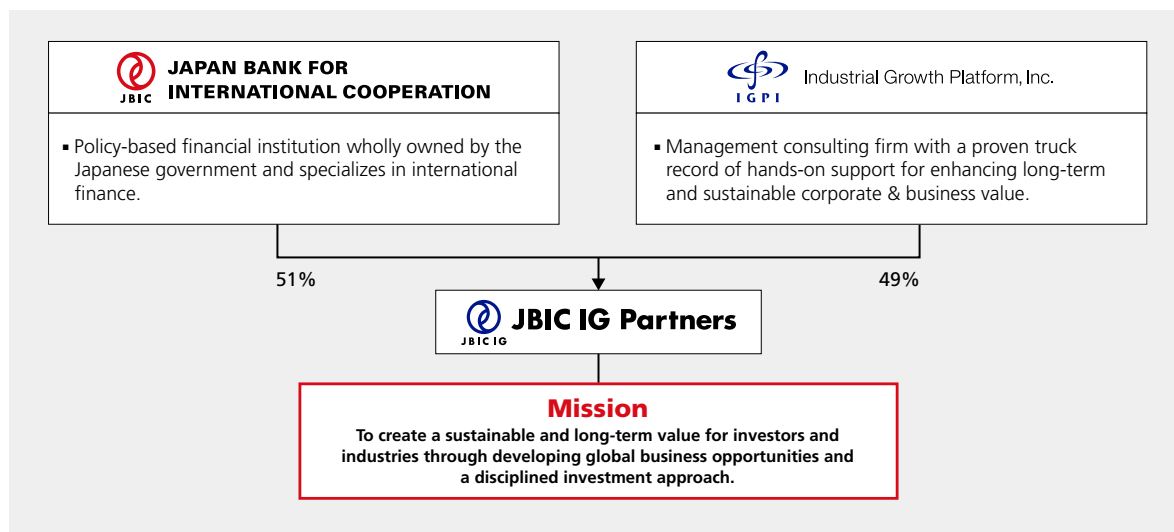 JBIC
JAPAN BANK FOR
INTERNATIONAL COOPERATION
▪ Policy-based financial institution wholly owned by the
Japanese government and specializes in international
finance.
IGPI
Industrial Growth Platform, Inc.
▪ Management consulting firm with a proven truck
record of hands-on support for enhancing long-term
and sustainable corporate & business value.
51%
49%
JBIC IG
JBIC IG Partners
Mission
To create a sustainable and long-term value for investors and
industries through developing global business opportunities and
a disciplined investment approach.